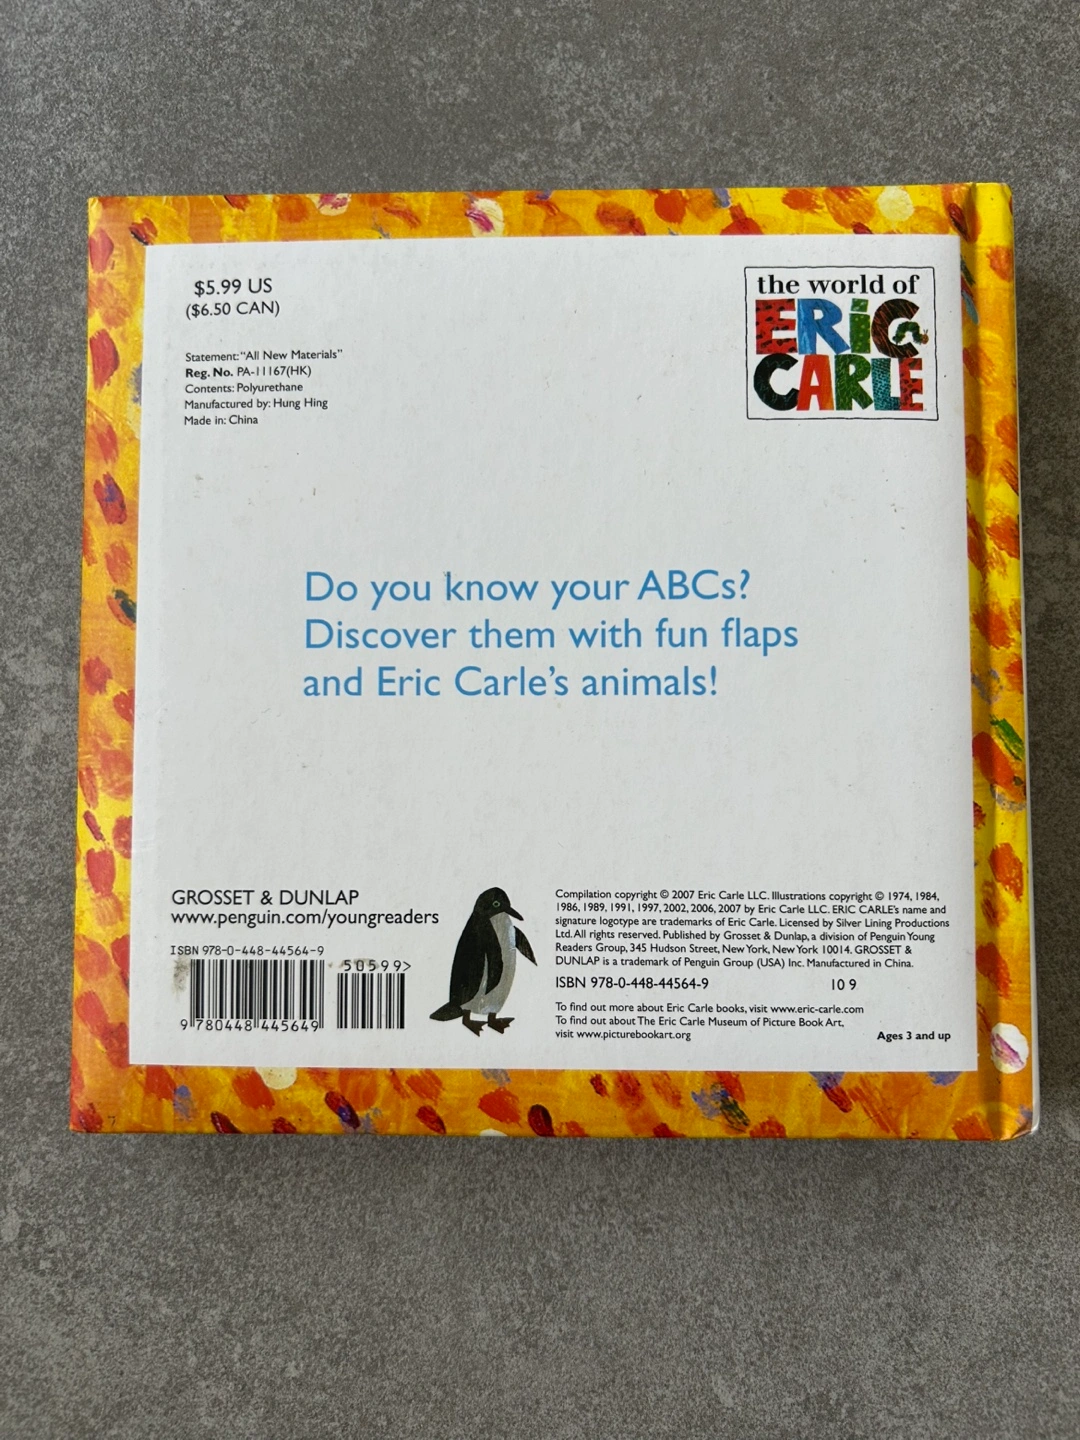 $5.99 US
($6.50 CAN)
Statement: "All New Materials"
Reg. No. PA-11167(HK)
Contents: Polyurethane
Manufactured by: Hung Hing
Made in: China
the world of
ERIC
CARLE
Do you know your ABCs?
Discover them with fun flaps
and Eric Carle's animals!
GROSSET & DUNLAP
www.penguin.com/youngreaders
ISBN 978-0-448-44564-9
50599>
9 780448 445649
Compilation copyright © 2007 Eric Carle LLC. Illustrations copyright © 1974, 1984,
1986, 1989, 1991, 1997, 2002, 2006, 2007 by Eric Carle LLC. ERIC CARLE's name and
signature logotype are trademarks of Eric Carle. Licensed by Silver Lining Productions
Ltd. All rights reserved. Published by Grosset & Dunlap, a division of Penguin Young
Readers Group, 345 Hudson Street, New York, New York 10014. GROSSET &
DUNLAP is a trademark of Penguin Group (USA) Inc. Manufactured in China.
ISBN 978-0-448-44564-9 10 9
To find out more about Eric Carle books, visit www.eric-carle.com
To find out about The Eric Carle Museum of Picture Book Art,
visit www.picturebookart.org
Ages 3 and up